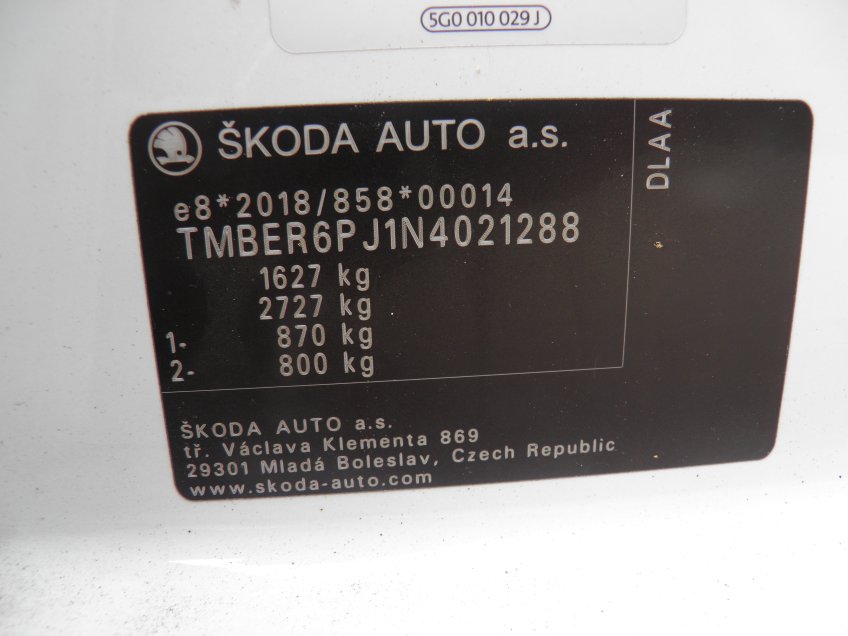 5G0 010 029 J
ŠKODA AUTO a.s.
DLAA
e8*2018/858*00014
TMBER6PJ1N4021288
1627 kg
2727 kg
1- 870 kg
2- 800 kg
ŠKODA AUTO a.s.
tř. Václava Klementa 869
29301 Mladá Boleslav, Czech Republic
www.skoda-auto.com